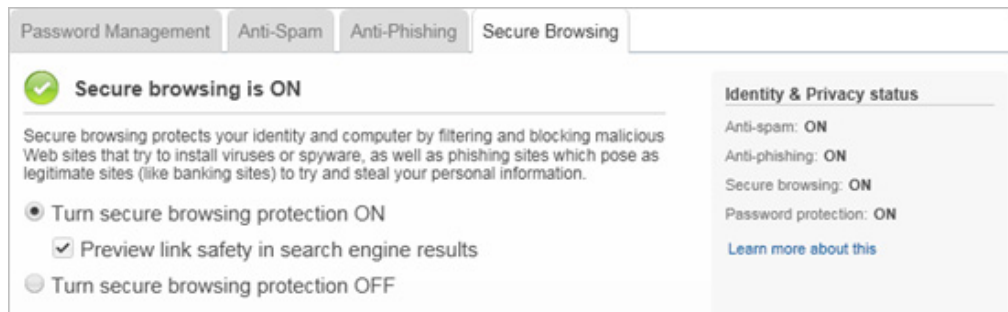 Password Management Anti-Spam Anti-Phishing Secure Browsing
Secure browsing is ON
Secure browsing protects your identity and computer by filtering and blocking malicious
Web sites that try to install viruses or spyware, as well as phishing sites which pose as
legitimate sites (like banking sites) to try and steal your personal information.
Turn secure browsing protection ON
Preview link safety in search engine results
Turn secure browsing protection OFF
Identity & Privacy status
Anti-spam: ON
Anti-phishing: ON
Secure browsing: ON
Password protection: ON
Learn more about this